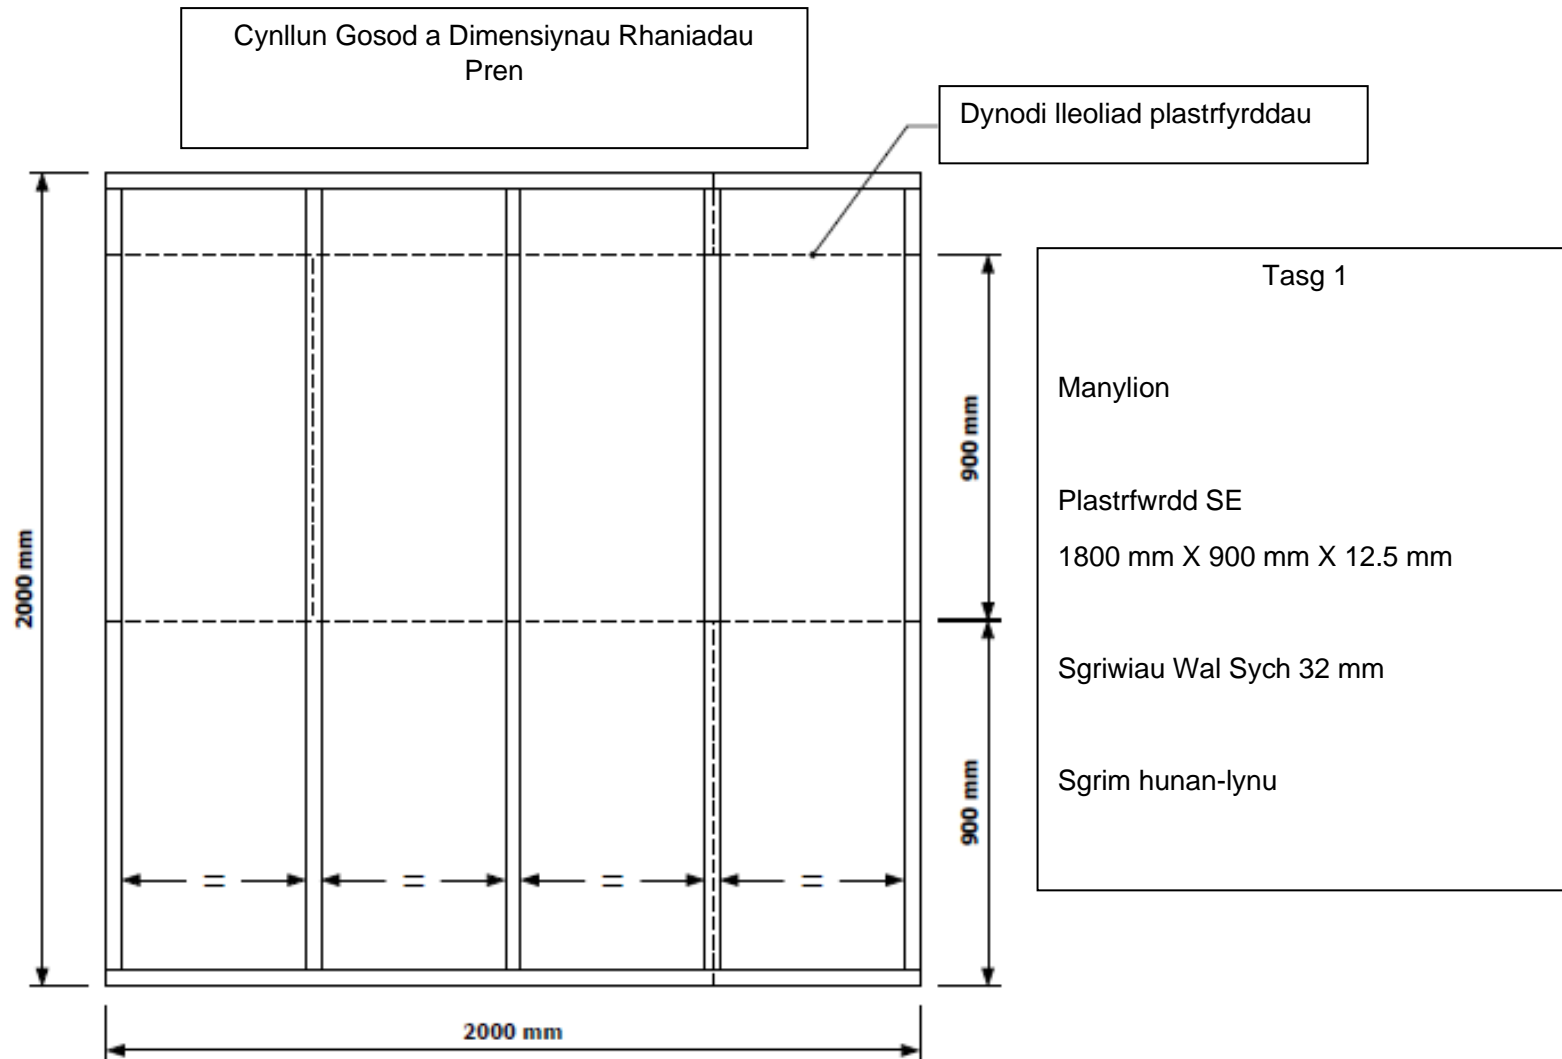 Cynllun Gosod a Dimensiynau Rhaniadau
Pren
Dynodi lleoliad plastrfyrddau
Tasg 1
Manylion
Plastrfwrdd SE
1800 mm X 900 mm X 12.5 mm
Sgriwiau Wal Sych 32 mm
Sgrim hunan-lynu
2000 mm
900 mm
900 mm
= = = =
2000 mm